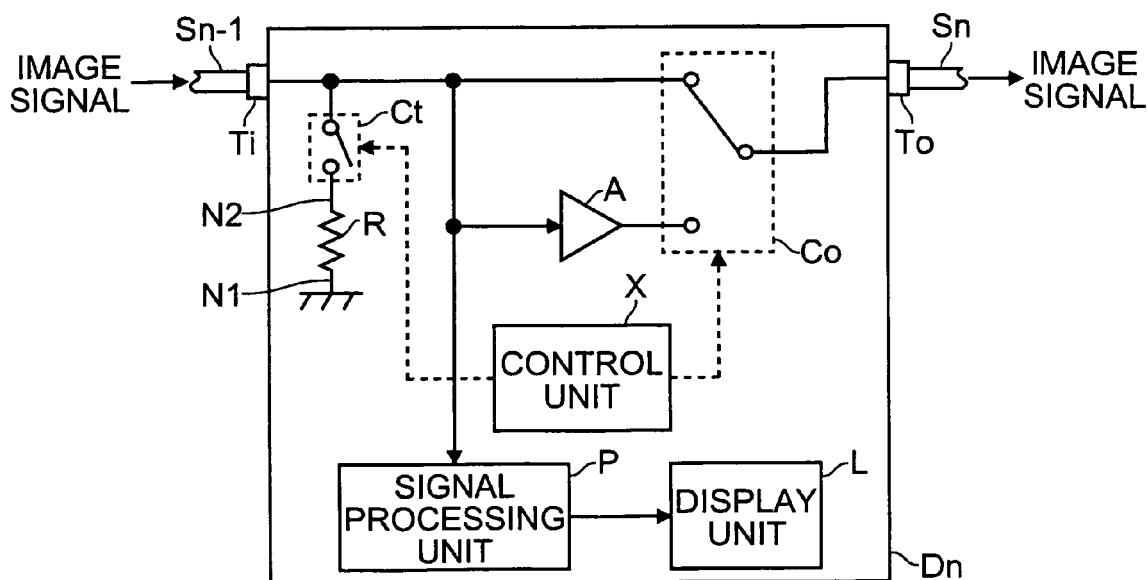 Sn-1
Sn
IMAGE
SIGNAL
IMAGE
SIGNAL
Ti
Ct
To
A
N2
R
Co
N1
X
CONTROL
UNIT
P
L
SIGNAL
PROCESSING
UNIT
DISPLAY
UNIT
Dn